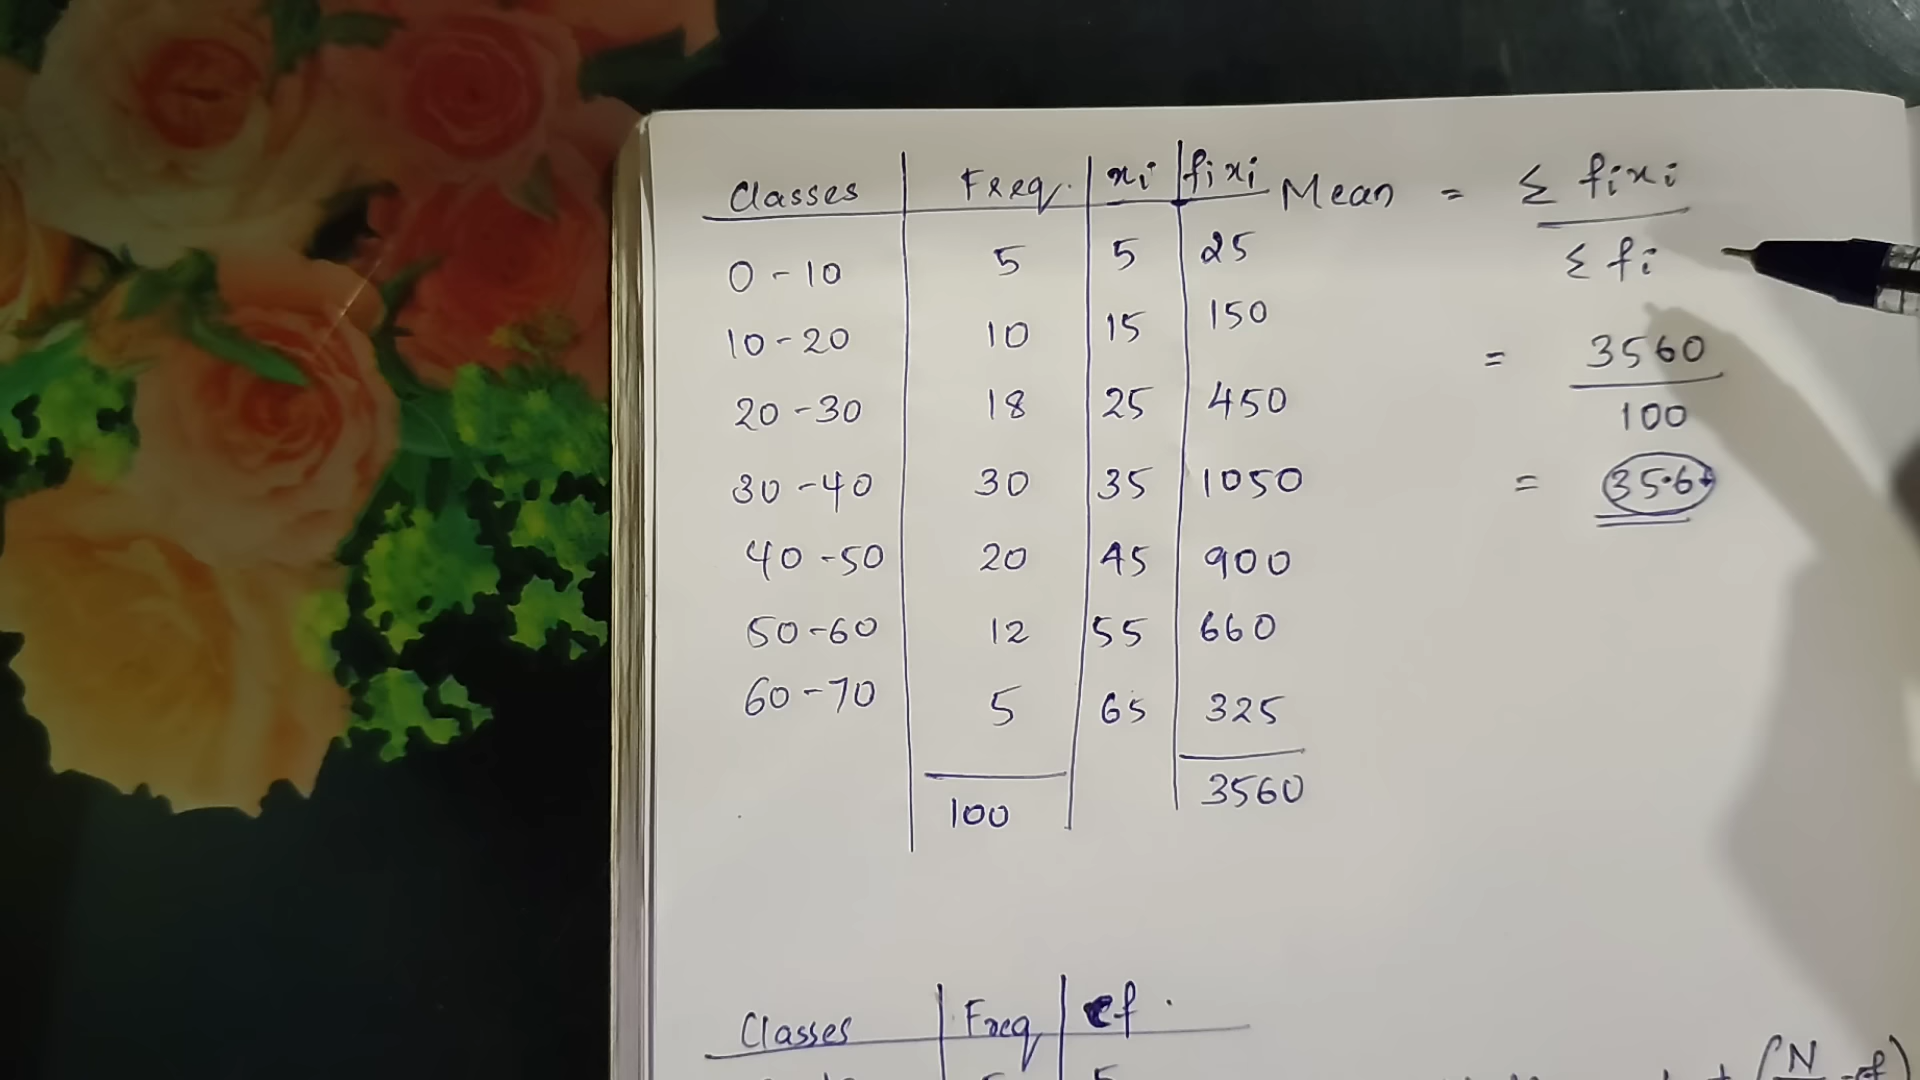 Classes Freq. xi fixi Mean = Σ fixi
0-10 5 5 25 Σ fi
10-20 10 15 150 = 3560
20-30 18 25 450 100
30-40 30 35 1050 = 35.6
40-50 20 45 900
50-60 12 55 660
60-70 5 65 325
100 3560
Classes Freq cf.